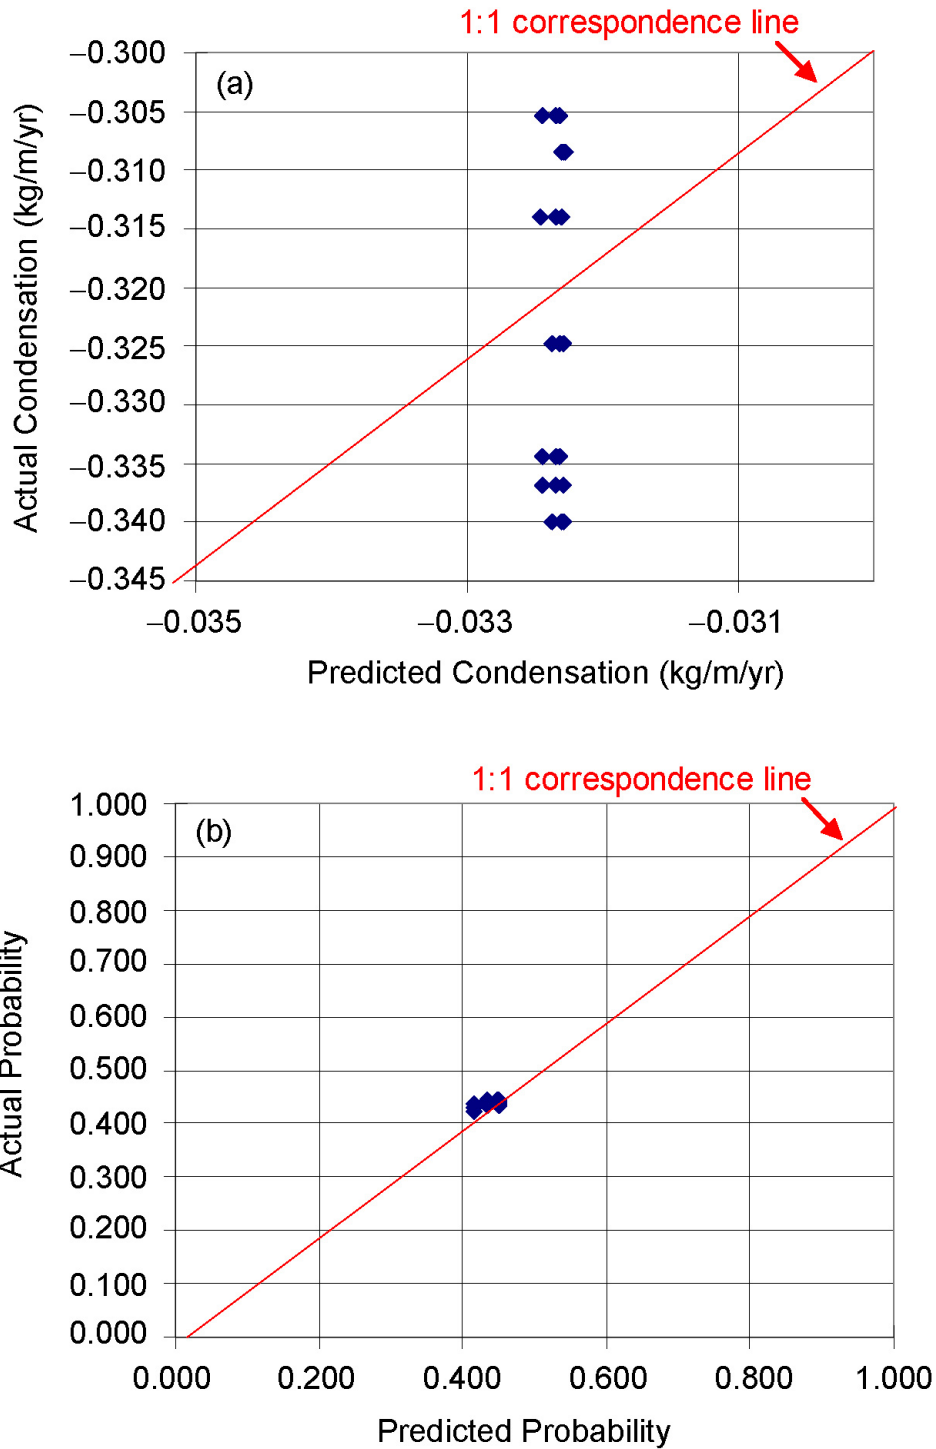 1:1 correspondence line
(a)
Actual Condensation (kg/m/yr)
−0.300
−0.305
−0.310
−0.315
−0.320
−0.325
−0.330
−0.335
−0.340
−0.345
−0.035 −0.033 −0.031
Predicted Condensation (kg/m/yr)
1:1 correspondence line
(b)
Actual Probability
1.000
0.900
0.800
0.700
0.600
0.500
0.400
0.300
0.200
0.100
0.000
0.000 0.200 0.400 0.600 0.800 1.000
Predicted Probability